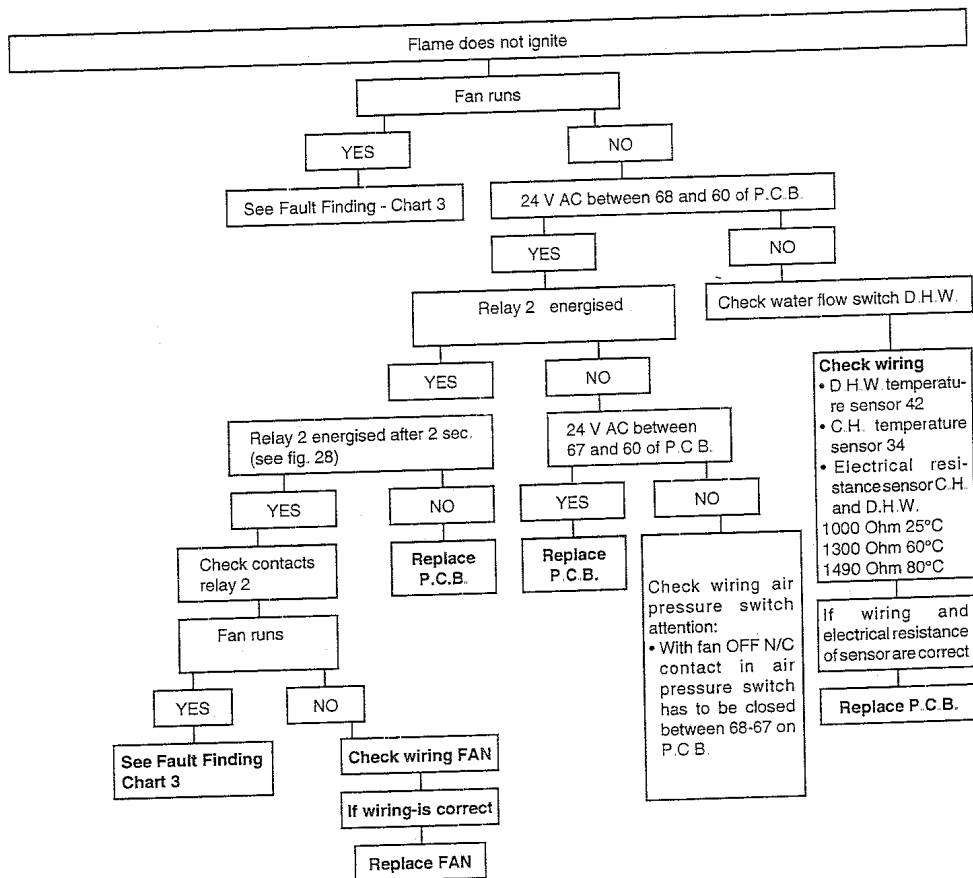 Flame does not ignite
Fan runs
YES
NO
See Fault Finding - Chart 3
24 V AC between 68 and 60 of P.C.B.
YES
NO
Relay 2 energised
Check water flow switch D.H.W.
YES
NO
Check wiring
• D.H.W. temperatu-
re sensor 42
• C.H. temperature
sensor 34
• Electrical resi-
stance sensor C.H.
and D.H.W.
1000 Ohm 25°C
1300 Ohm 60°C
1490 Ohm 80°C
Relay 2 energised after 2 sec.
(see fig. 28)
24 V AC between
67 and 60 of P.C.B.
YES
NO
YES
NO
Check contacts
relay 2
Replace
P.C.B.
Replace
P.C.B.
Check wiring air
pressure switch
attention:
• With fan OFF N/C
contact in air
pressure switch
has to be closed
between 68-67 on
P.C.B.
If wiring and
electrical resistance
of sensor are correct
Fan runs
YES
NO
Replace P.C.B.
See Fault Finding
Chart 3
Check wiring FAN
If wiring-is correct
Replace FAN